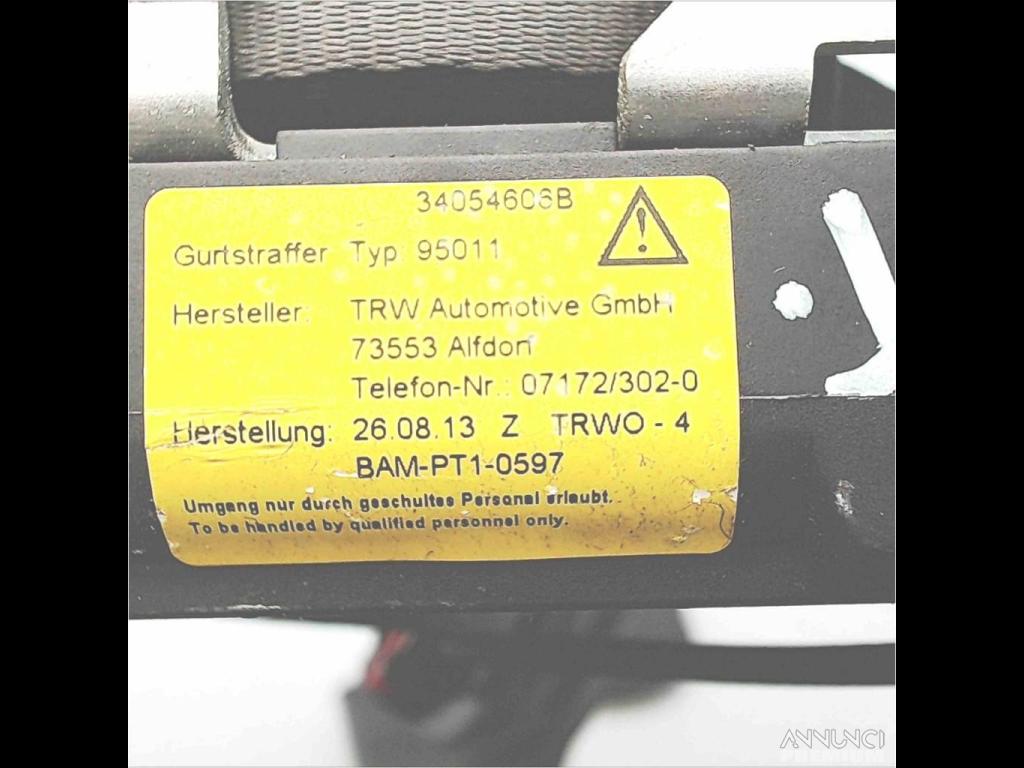 34054606B
Gurtstraffer Typ: 95011
Hersteller: TRW Automotive GmbH
73553 Alfdorf
Telefon-Nr.: 07172/302-0
Herstellung: 26.08.13 Z TRWO - 4
BAM-PT1-0597
Umgang nur durch geschultes Personal erlaubt.
To be handled by qualified personnel only.
ANNUNCI
PREMIUM